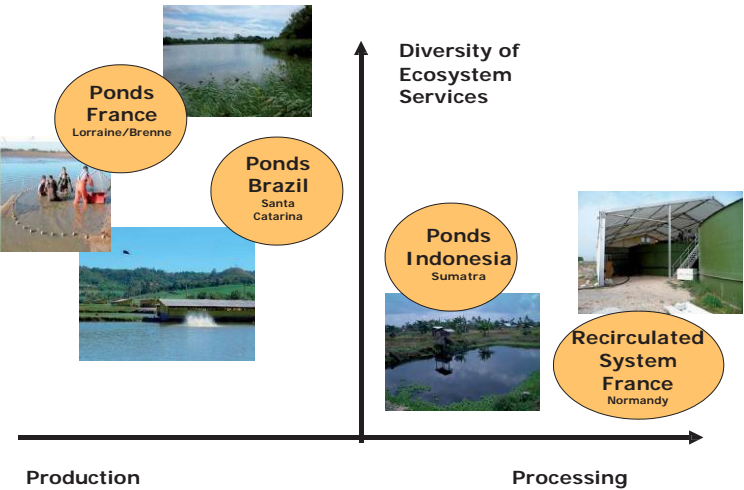 Diversity of
Ecosystem
Services
Ponds
France
Lorraine/Brenne
Ponds
Brazil
Santa
Catarina
Ponds
Indonesia
Sumatra
Recirculated
System
France
Normandy
Production
Processing